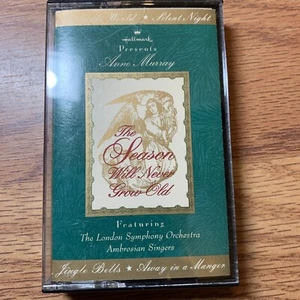 World ★ Silent Night
Hallmark
Presents
Anne Murray
The
Season
Will Never
Grow Old
Featuring
The London Symphony Orchestra
Ambrosian Singers
Jingle Bells ★ Away in a Manger